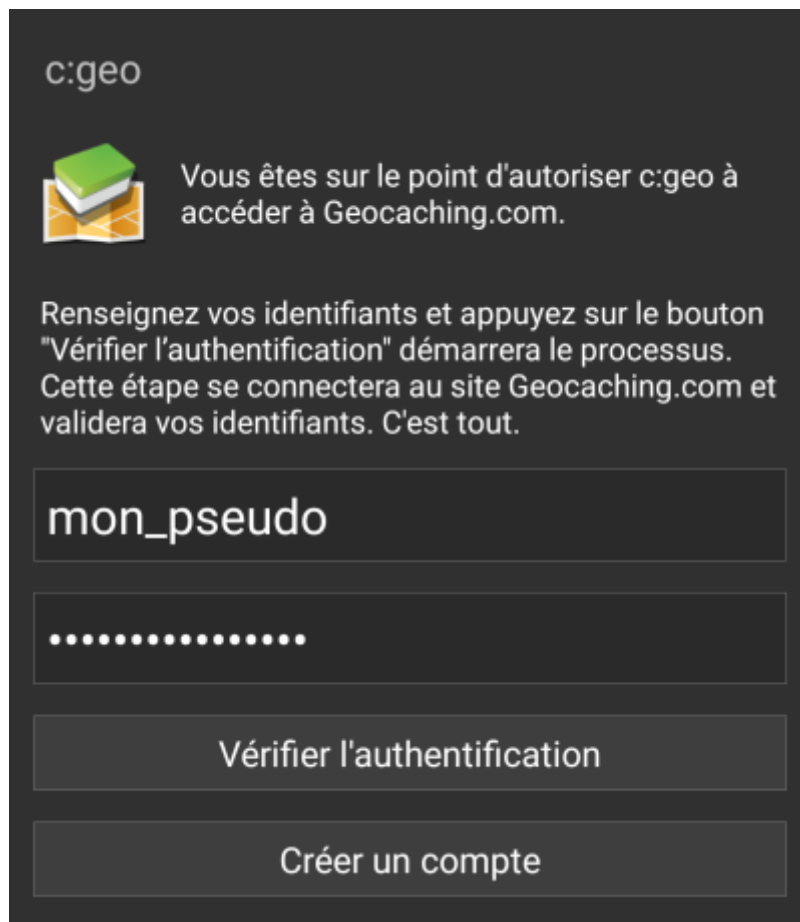 c:geo
Vous êtes sur le point d'autoriser c:geo à
accéder à Geocaching.com.
Renseignez vos identifiants et appuyez sur le bouton
"Vérifier l’authentification" démarrera le processus.
Cette étape se connectera au site Geocaching.com et
validera vos identifiants. C'est tout.
mon_pseudo
••••••••••••••••
Vérifier l'authentification
Créer un compte